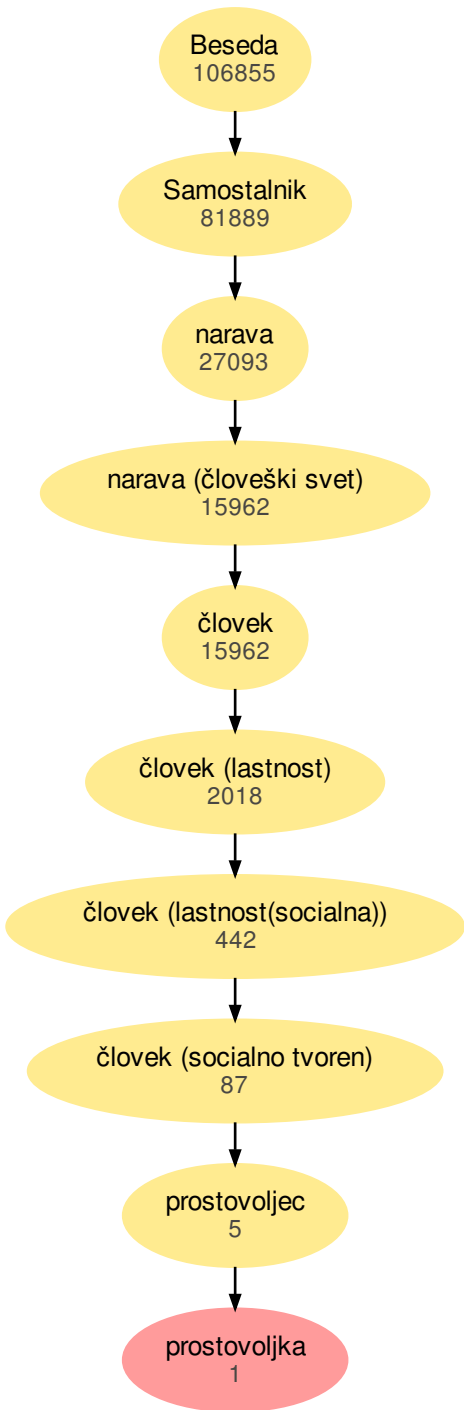 Beseda
106855
Samostalnik
81889
narava
27093
narava (človeški svet)
15962
človek
15962
človek (lastnost)
2018
človek (lastnost(socialna))
442
človek (socialno tvoren)
87
prostovoljec
5
prostovoljka
1